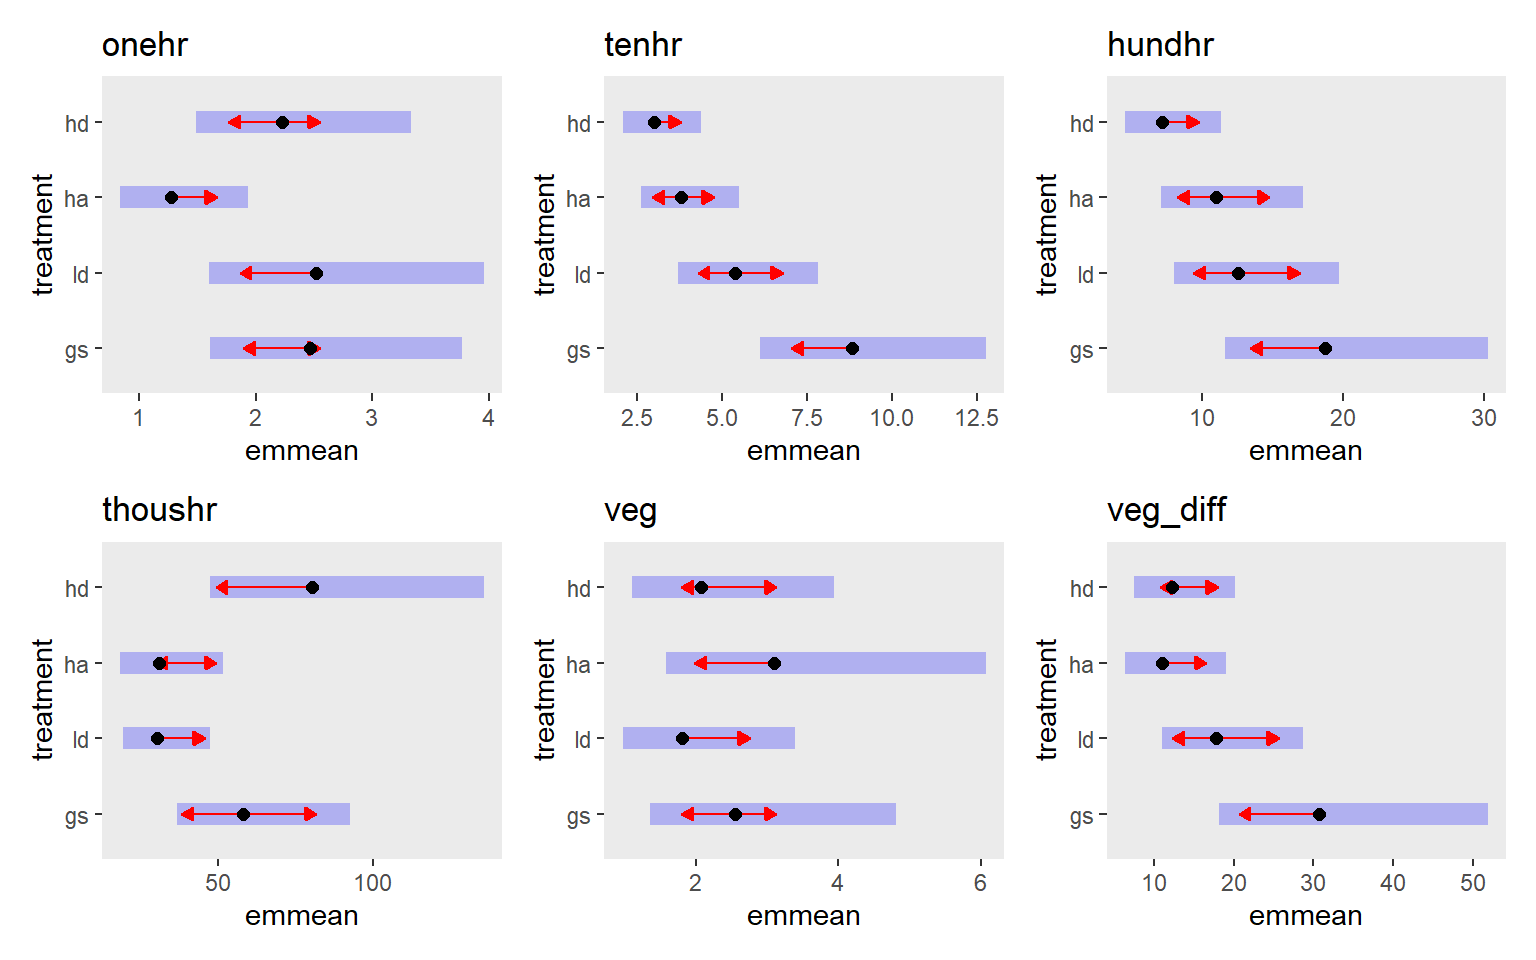 onehr
treatment
hd
ha
ld
gs
1 2 3 4
emmean
tenhr
treatment
hd
ha
ld
gs
2.5 5.0 7.5 10.0 12.5
emmean
hundhr
treatment
hd
ha
ld
gs
10 20 30
emmean
thoushr
treatment
hd
ha
ld
gs
50 100
emmean
veg
treatment
hd
ha
ld
gs
2 4 6
emmean
veg_diff
treatment
hd
ha
ld
gs
10 20 30 40 50
emmean